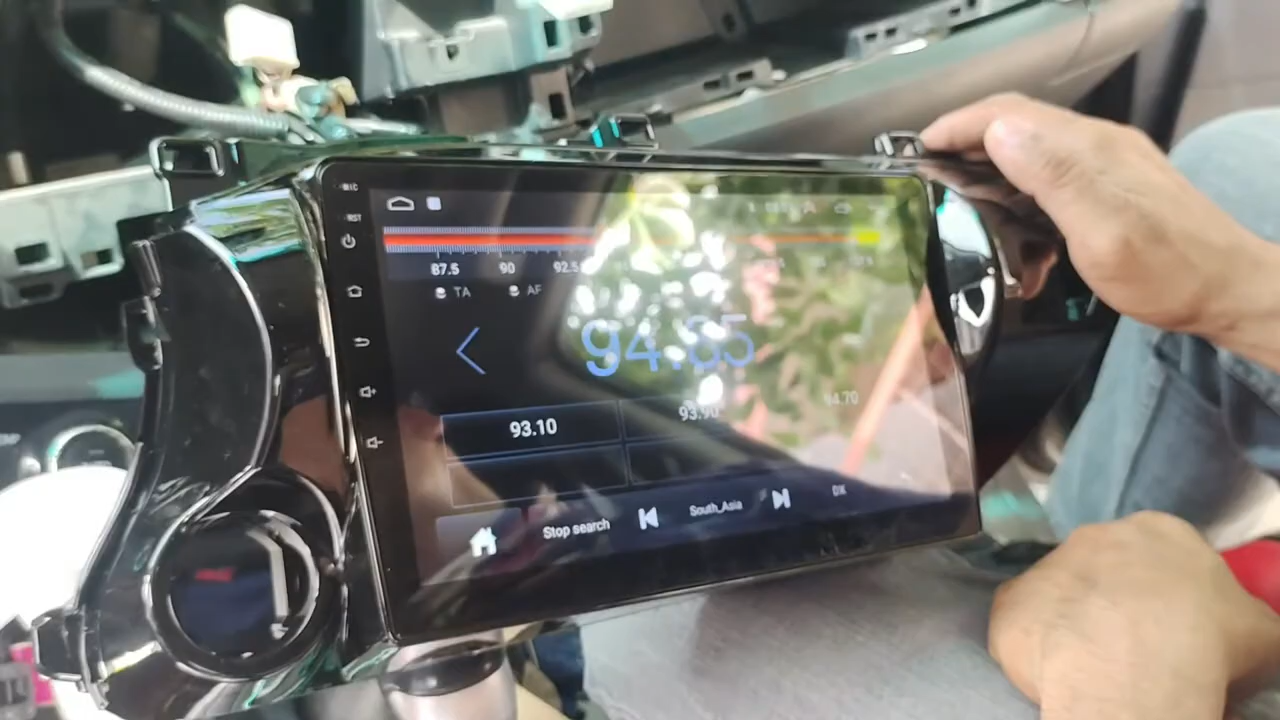 MIC
RST
87.5 90 92.5
TA AF
94.85
93.10 93.90 94.70
Stop search South_Asia DX